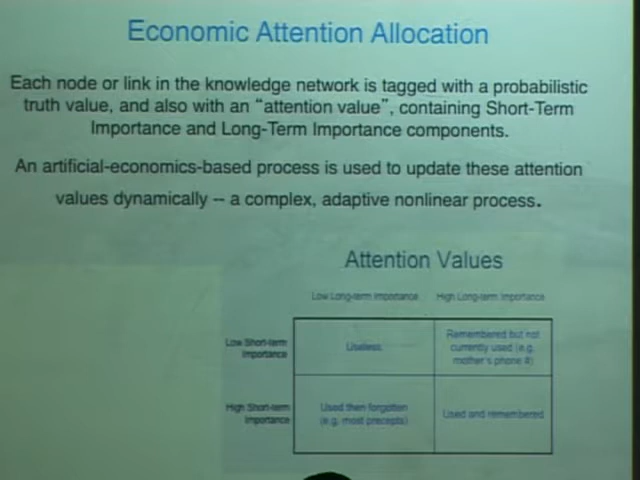 Economic Attention Allocation
Each node or link in the knowledge network is tagged with a probabilistic
truth value, and also with an “attention value”, containing Short-Term
Importance and Long-Term Importance components.
An artificial-economics-based process is used to update these attention
values dynamically -- a complex, adaptive nonlinear process.
Attention Values
Low Long-term Importance High Long-term Importance
Low Short-term
Importance
Useless
Remembered but not
currently used (e.g.
mother's phone #)
High Short-term
Importance
Used then forgotten
(e.g. most precepts)
Used and remembered